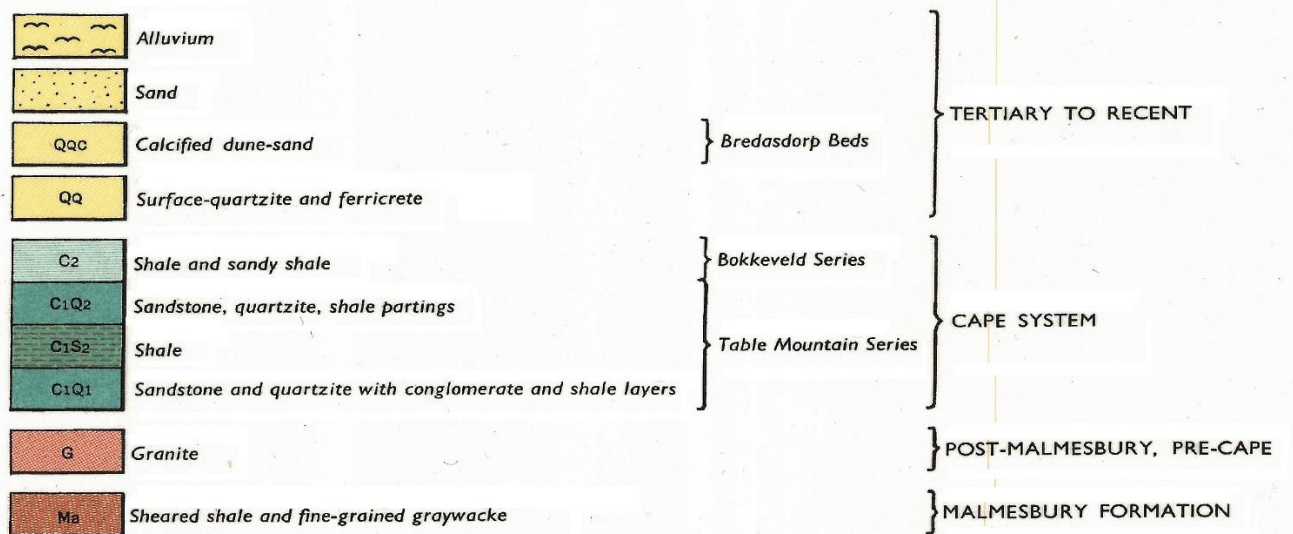 Alluvium
Sand
TERTIARY TO RECENT
QQC Calcified dune-sand Bredasdorp Beds
QQ Surface-quartzite and ferricrete
C2 Shale and sandy shale Bokkeveld Series
C1Q2 Sandstone, quartzite, shale partings
CAPE SYSTEM
C1S2 Shale Table Mountain Series
C1Q1 Sandstone and quartzite with conglomerate and shale layers
G Granite POST-MALMESBURY, PRE-CAPE
Ma Sheared shale and fine-grained graywacke MALMESBURY FORMATION